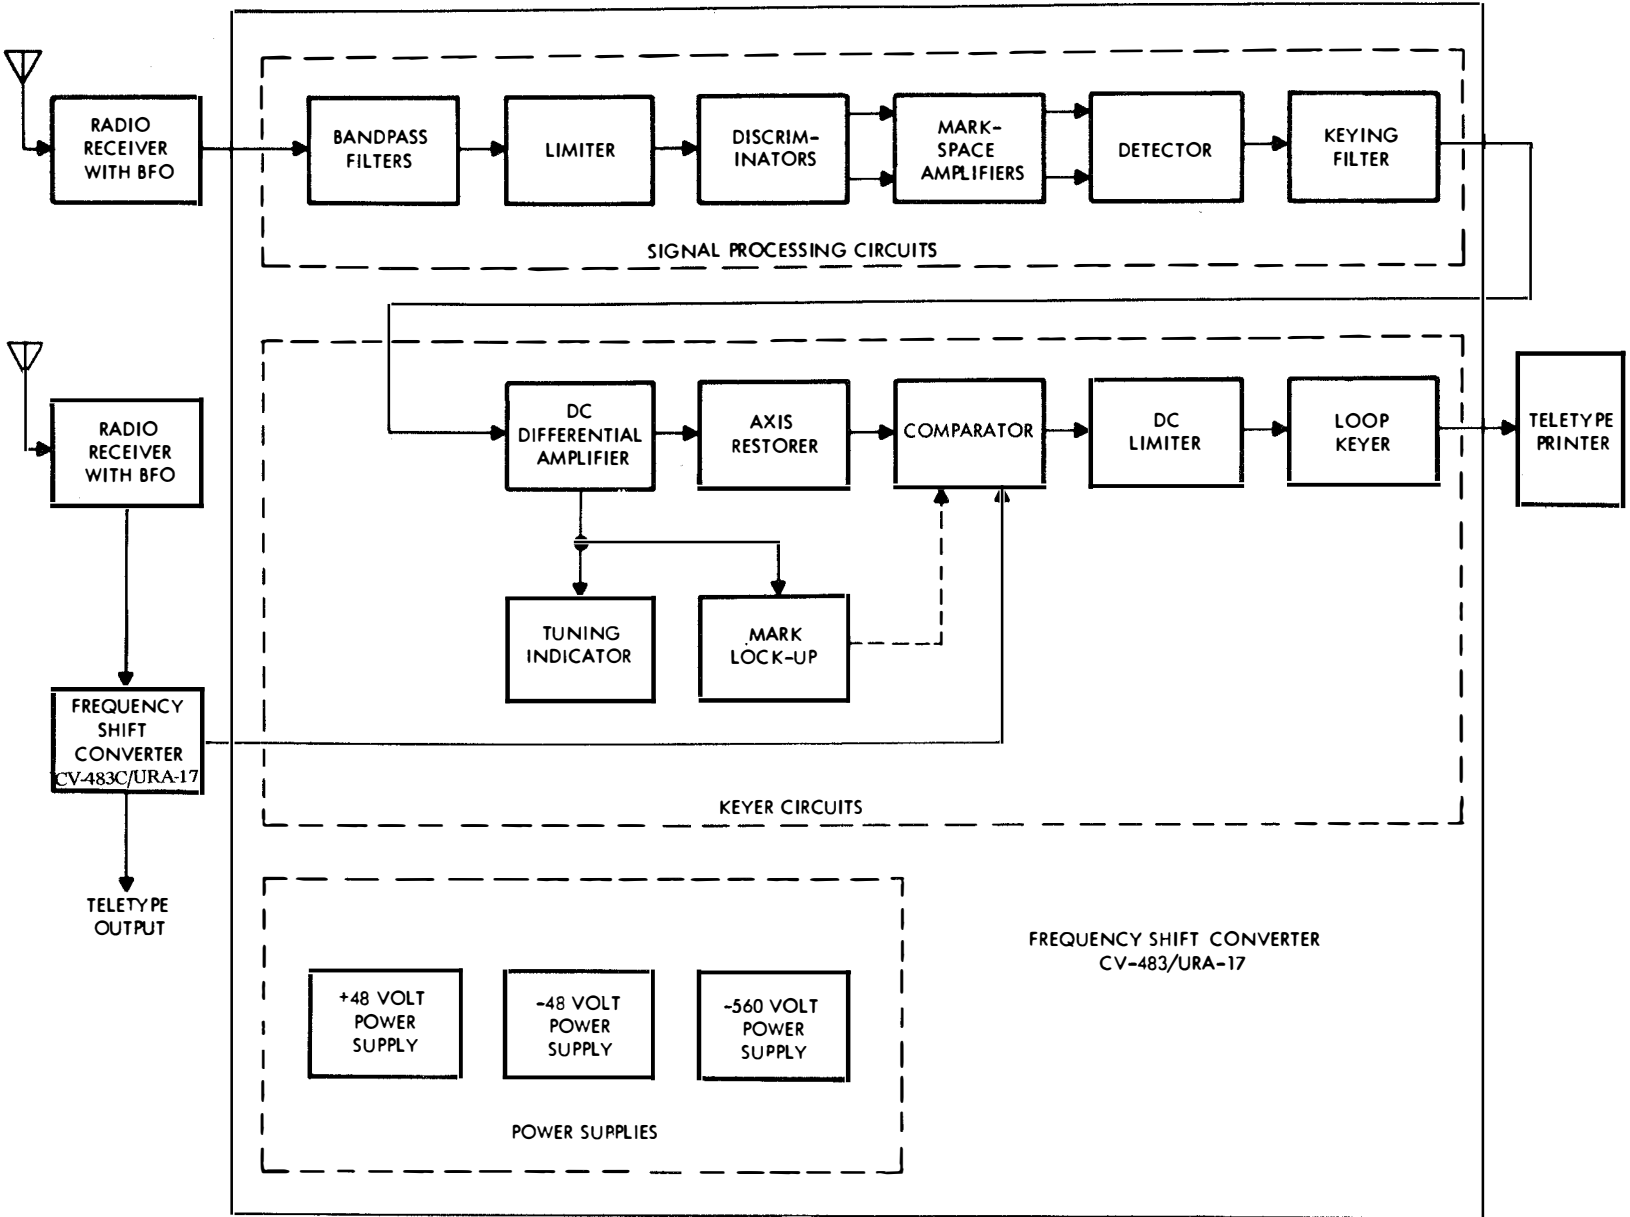 RADIO
RECEIVER
WITH BFO
BANDPASS
FILTERS
LIMITER
DISCRIM-
INATORS
MARK-
SPACE
AMPLIFIERS
DETECTOR
KEYING
FILTER
SIGNAL PROCESSING CIRCUITS
RADIO
RECEIVER
WITH BFO
DC
DIFFERENTIAL
AMPLIFIER
AXIS
RESTORER
COMPARATOR
DC
LIMITER
LOOP
KEYER
TELETYPE
PRINTER
TUNING
INDICATOR
MARK
LOCK-UP
FREQUENCY
SHIFT
CONVERTER
CV-483C/URA-17
KEYER CIRCUITS
TELETYPE
OUTPUT
FREQUENCY SHIFT CONVERTER
CV-483/URA-17
+48 VOLT
POWER
SUPPLY
-48 VOLT
POWER
SUPPLY
-560 VOLT
POWER
SUPPLY
POWER SUPPLIES